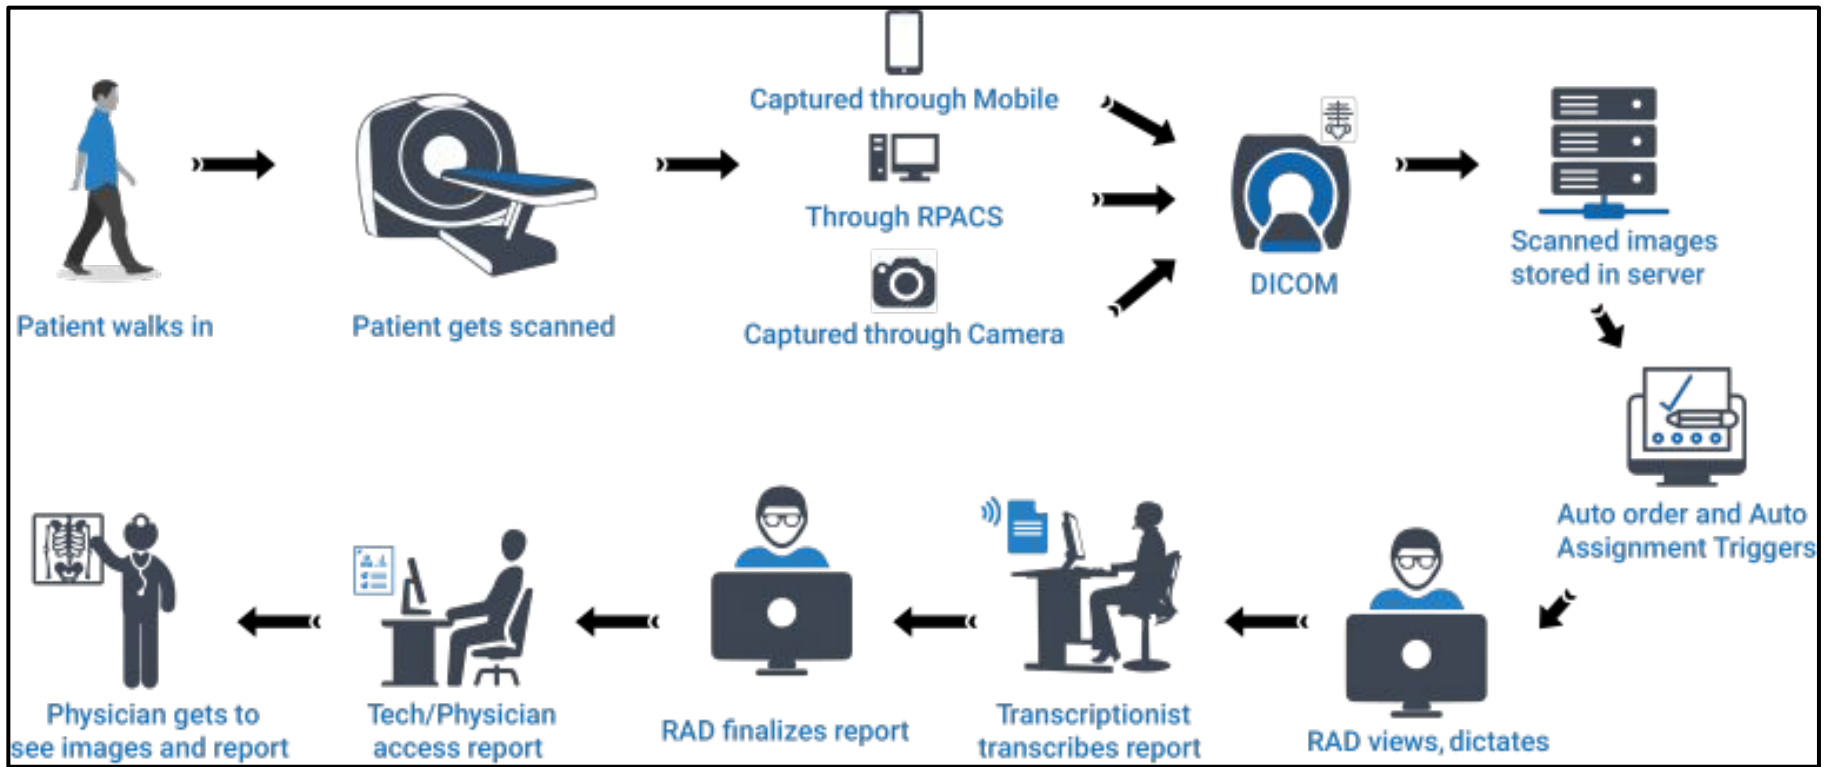 Patient walks in
Patient gets scanned
Captured through Mobile
Through RPACS
Captured through Camera
DICOM
Scanned images
stored in server
Auto order and Auto
Assignment Triggers
RAD views, dictates
Transcriptionist
transcribes report
RAD finalizes report
Tech/Physician
access report
Physician gets to
see images and report